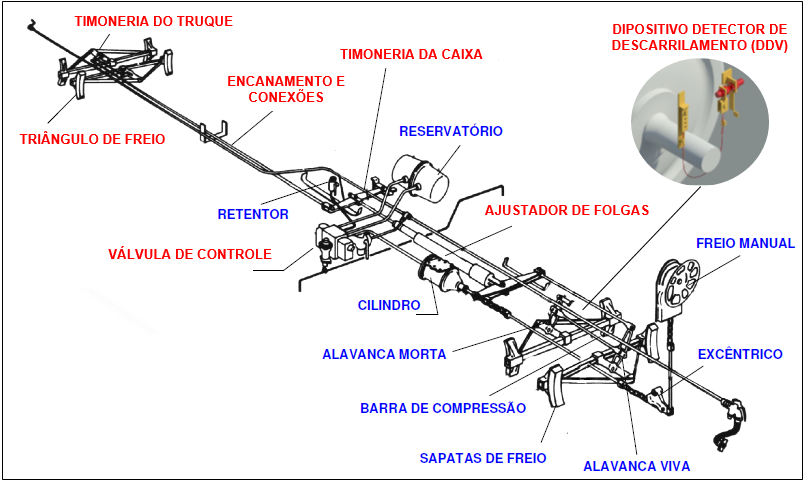 TIMONERIA DO TRUQUE
DIPOSITIVO DETECTOR DE
DESCARRILAMENTO (DDV)
TIMONERIA DA CAIXA
ENCANAMENTO E
CONEXÕES
TRIÂNGULO DE FREIO
RESERVATÓRIO
RETENTOR
AJUSTADOR DE FOLGAS
VÁLVULA DE CONTROLE
FREIO MANUAL
CILINDRO
ALAVANCA MORTA
EXCÊNTRICO
BARRA DE COMPRESSÃO
SAPATAS DE FREIO
ALAVANCA VIVA